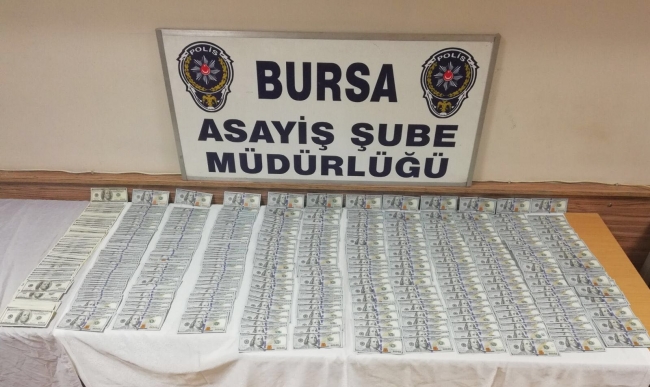 POLİS POLİS
BURSA
ASAYİŞ ŞUBE
MÜDÜRLÜĞÜ